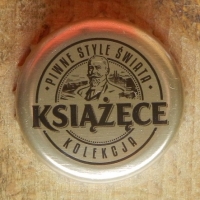 PIWNE STYLE ŚWIATA
KSIĄŻĘCE
KOLEKCJA